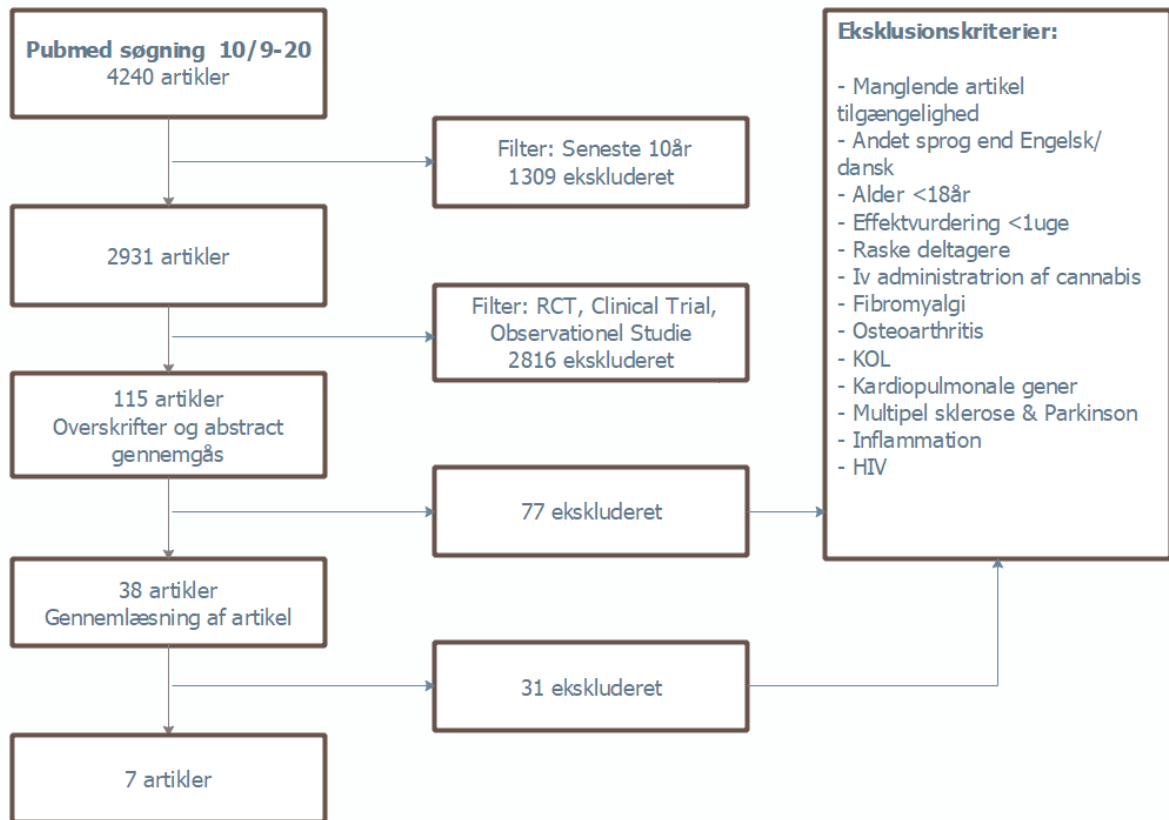 Pubmed søgning 10/9-20
4240 artikler
Filter: Seneste 10år
1309 ekskluderet
2931 artikler
Filter: RCT, Clinical Trial,
Observationel Studie
2816 ekskluderet
115 artikler
Overskrifter og abstract
gennemgås
77 ekskluderet
38 artikler
Gennemlæsning af artikel
31 ekskluderet
7 artikler
Eksklusionskriterier:
- Manglende artikel
tilgængelighed
- Andet sprog end Engelsk/
dansk
- Alder <18år
- Effektvurdering <1uge
- Raske deltagere
- Iv administratrion af cannabis
- Fibromyalgi
- Osteoarthritis
- KOL
- Kardiopulmonale gener
- Multipel sklerose & Parkinson
- Inflammation
- HIV